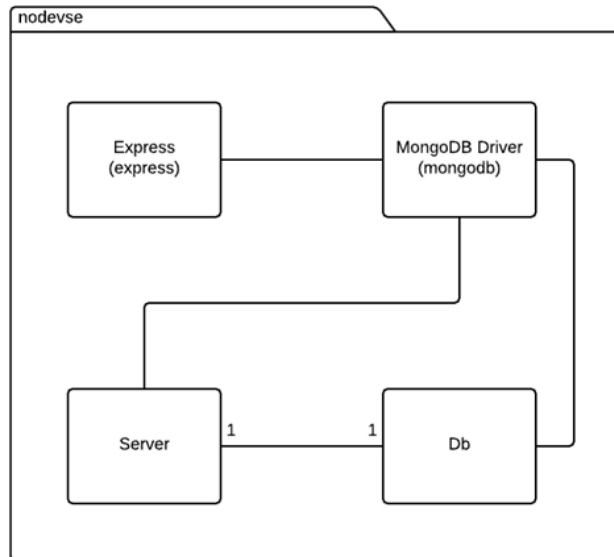 nodevse
Express
(express)
MongoDB Driver
(mongodb)
Server
1
1
Db